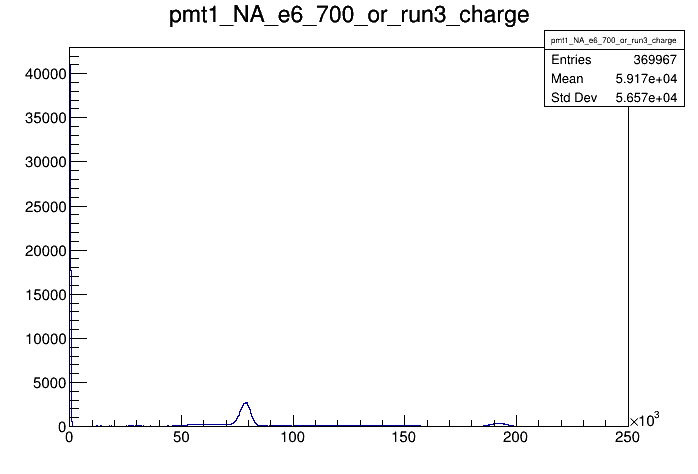 pmt1_NA_e6_700_or_run3_charge
pmt1_NA_e6_700_or_run3_charge
Entries 369967
Mean 5.917e+04
Std Dev 5.657e+04
40000
35000
30000
25000
20000
15000
10000
5000
0
0 50 100 150 200 250
×10³